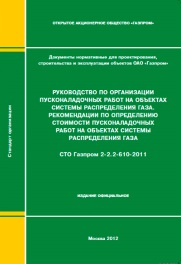 ОТКРЫТОЕ АКЦИОНЕРНОЕ ОБЩЕСТВО «ГАЗПРОМ»
Документы нормативные для проектирования,
строительства и эксплуатации объектов ОАО «Газпром»
Стандарт организации
РУКОВОДСТВО ПО ОРГАНИЗАЦИИ
ПУСКОНАЛАДОЧНЫХ РАБОТ НА ОБЪЕКТАХ
СИСТЕМЫ РАСПРЕДЕЛЕНИЯ ГАЗА.
РЕКОМЕНДАЦИИ ПО ОПРЕДЕЛЕНИЮ
СТОИМОСТИ ПУСКОНАЛАДОЧНЫХ
РАБОТ НА ОБЪЕКТАХ СИСТЕМЫ
РАСПРЕДЕЛЕНИЯ ГАЗА
СТО Газпром 2-2.2-610-2011
ИЗДАНИЕ ОФИЦИАЛЬНОЕ
Москва 2012